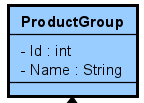 ProductGroup
- Id : int
- Name : String